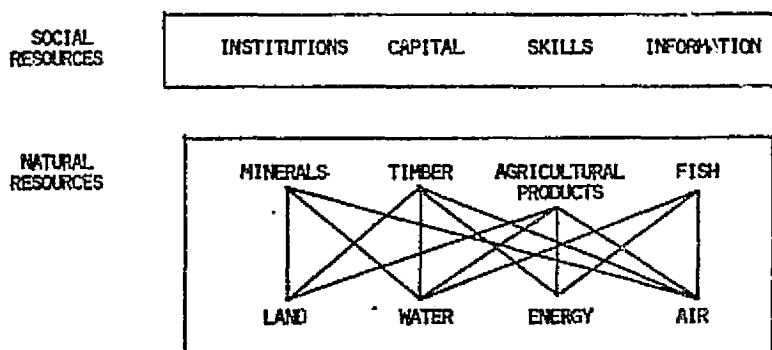 SOCIAL
RESOURCES
INSTITUTIONS CAPITAL SKILLS INFORMATION
NATURAL
RESOURCES
MINERALS TIMBER AGRICULTURAL
PRODUCTS FISH
LAND WATER ENERGY AIR